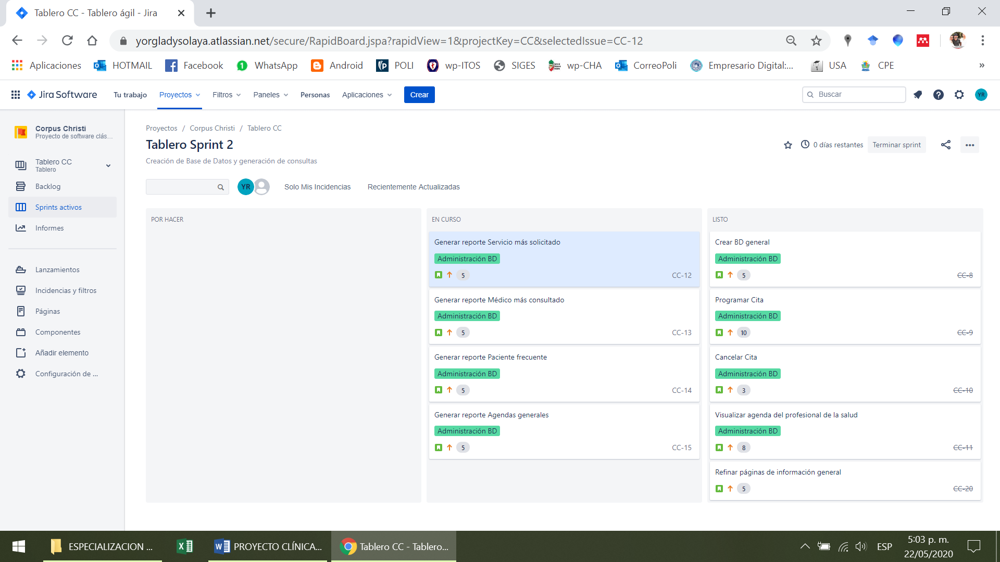 Tablero CC - Tablero ágil - Jira
yorgladysolaya.atlassian.net/secure/RapidBoard.jspa?rapidView=1&projectKey=CC&selectedIssue=CC-12
Aplicaciones HOTMAIL Facebook 1 WhatsApp Android POLI wp-ITOS SIGES wp-CHA CorreoPoli Empresario Digital:... USA CPE »
Jira Software Tu trabajo Proyectos Filtros Paneles Personas Aplicaciones Crear Buscar YR
Corpus Christi
Proyecto de software clás...
Tablero CC
Tablero
Backlog
Sprints activos
Informes
Lanzamientos
Incidencias y filtros
Páginas
Componentes
Añadir elemento
Configuración de ...
Proyectos / Corpus Christi / Tablero CC
Tablero Sprint 2
0 días restantes Terminar sprint
Creación de Base de Datos y generación de consultas
YR Solo Mis Incidencias Recientemente Actualizadas
POR HACER
EN CURSO
Generar reporte Servicio más solicitado
Administración BD
5 CC-12
Generar reporte Médico más consultado
Administración BD
5 CC-13
Generar reporte Paciente frecuente
Administración BD
5 CC-14
Generar reporte Agendas generales
Administración BD
5 CC-15
LISTO
Crear BD general
Administración BD
5 CC-8
Programar Cita
Administración BD
10 CC-9
Cancelar Cita
Administración BD
3 CC-10
Visualizar agenda del profesional de la salud
Administración BD
8 CC-11
Refinar páginas de información general
5 CC-20
ESPECIALIZACION ... PROYECTO CLÍNICA... Tablero CC - Tablero... ESP
5:03 p. m.
22/05/2020